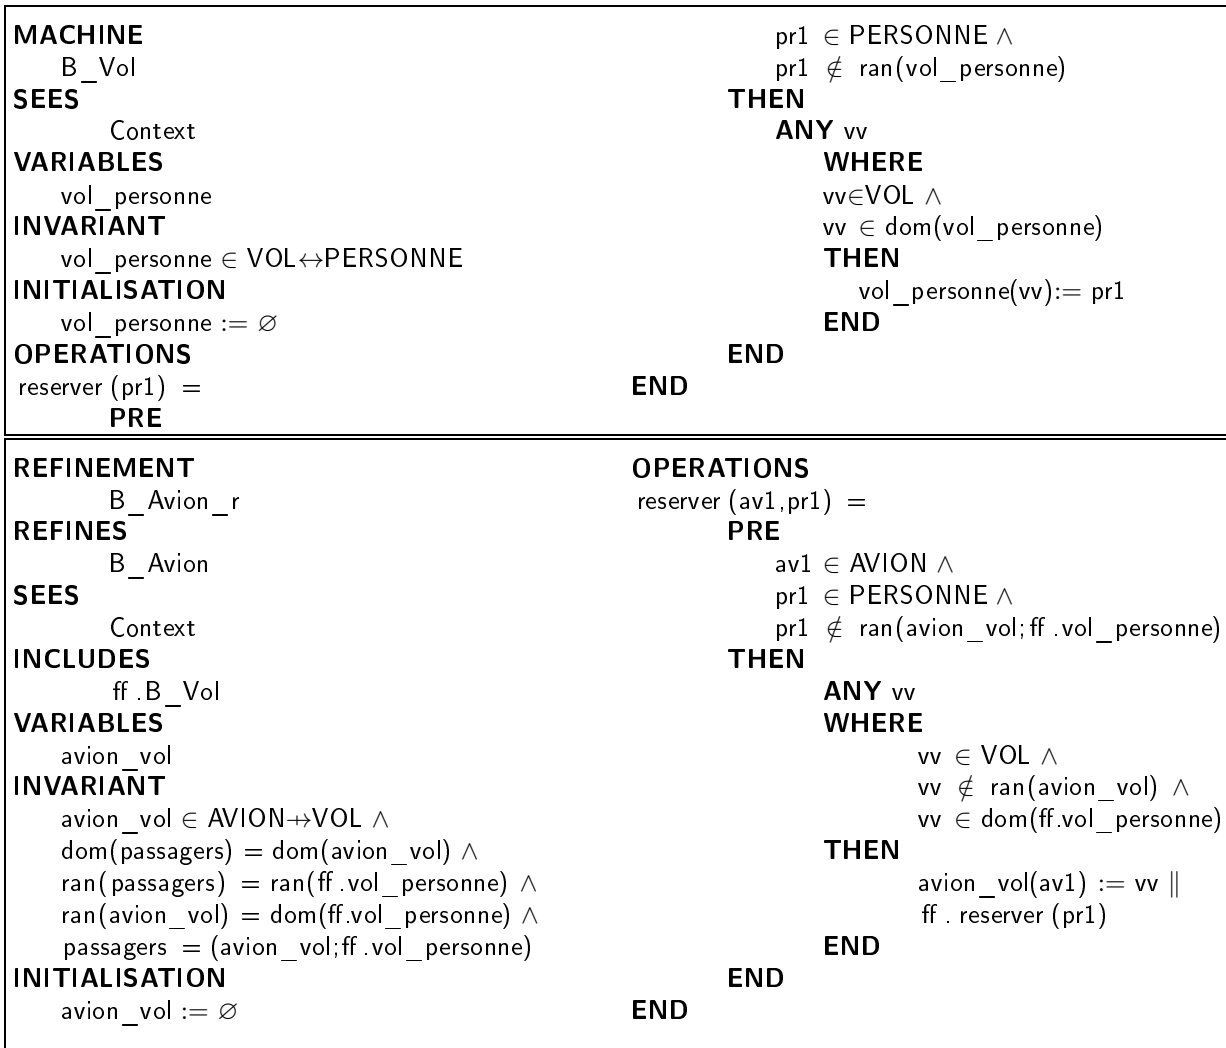 MACHINE
B_Vol
SEES
Context
VARIABLES
vol_personne
INVARIANT
vol_personne ∈ VOL↔PERSONNE
INITIALISATION
vol_personne := ∅
OPERATIONS
reserver (pr1) =
PRE
pr1 ∈ PERSONNE ∧
pr1 ∉ ran(vol_personne)
THEN
ANY vv
WHERE
vv∈VOL ∧
vv ∈ dom(vol_personne)
THEN
vol_personne(vv):= pr1
END
END
END
REFINEMENT
B_Avion_r
REFINES
B_Avion
SEES
Context
INCLUDES
ff.B_Vol
VARIABLES
avion_vol
INVARIANT
avion_vol ∈ AVION⇸VOL ∧
dom(passagers) = dom(avion_vol) ∧
ran(passagers) = ran(ff.vol_personne) ∧
ran(avion_vol) = dom(ff.vol_personne) ∧
passagers = (avion_vol;ff.vol_personne)
INITIALISATION
avion_vol := ∅
OPERATIONS
reserver (av1,pr1) =
PRE
av1 ∈ AVION ∧
pr1 ∈ PERSONNE ∧
pr1 ∉ ran(avion_vol;ff.vol_personne)
THEN
ANY vv
WHERE
vv ∈ VOL ∧
vv ∉ ran(avion_vol) ∧
vv ∈ dom(ff.vol_personne)
THEN
avion_vol(av1) := vv ∥
ff.reserver (pr1)
END
END
END